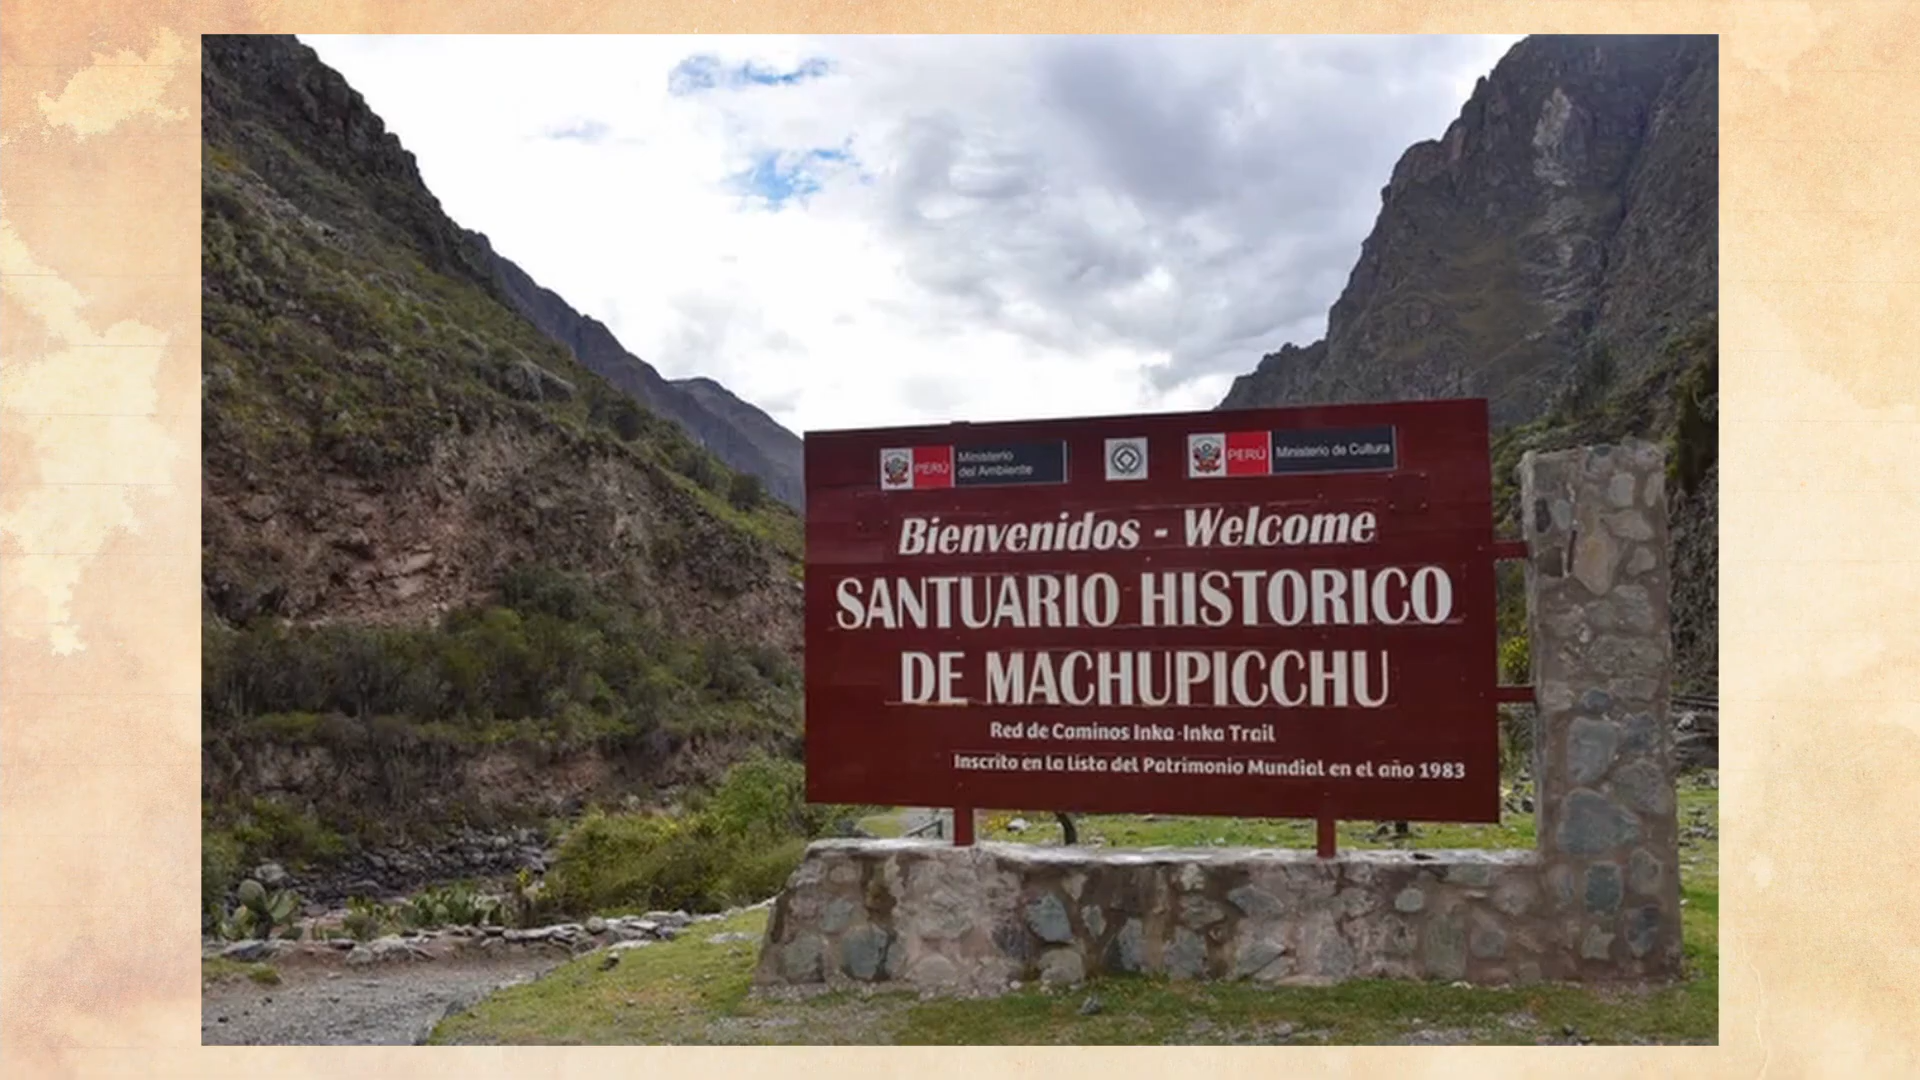 PERÚ Ministerio del Ambiente
PERÚ Ministerio de Cultura
Bienvenidos - Welcome
SANTUARIO HISTORICO
DE MACHUPICCHU
Red de Caminos Inka-Inka Trail
Inscrito en la lista del Patrimonio Mundial en el año 1983